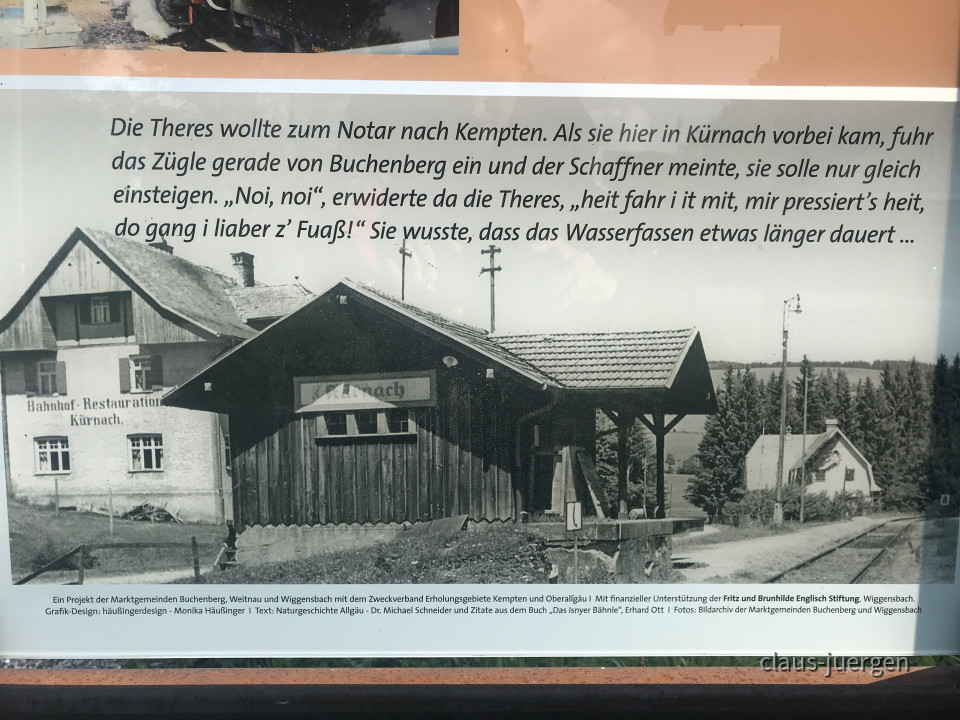 Die Theres wollte zum Notar nach Kempten. Als sie hier in Kürnach vorbei kam, fuhr
das Zügle gerade von Buchenberg ein und der Schaffner meinte, sie solle nur gleich
einsteigen. „Noi, noi“, erwiderte da die Theres, „heit fahr i it mit, mir pressiert’s heit,
do gang i liaber z’ Fuaß!“ Sie wusste, dass das Wasserfassen etwas länger dauert ...
Kürnach
Bahnhof-Restauration
Kürnach.
Ein Projekt der Marktgemeinden Buchenberg, Weitnau und Wiggensbach mit dem Zweckverband Erholungsgebiete Kempten und Oberallgäu I Mit finanzieller Unterstützung der Fritz und Brunhilde Englisch Stiftung, Wiggensbach.
Grafik-Design: häußingerdesign - Monika Häußinger I Text: Naturgeschichte Allgäu - Dr. Michael Schneider und Zitate aus dem Buch „Das Isnyer Bähnle“, Erhard Ott I Fotos: Bildarchiv der Marktgemeinden Buchenberg und Wiggensbach
claus-juergen